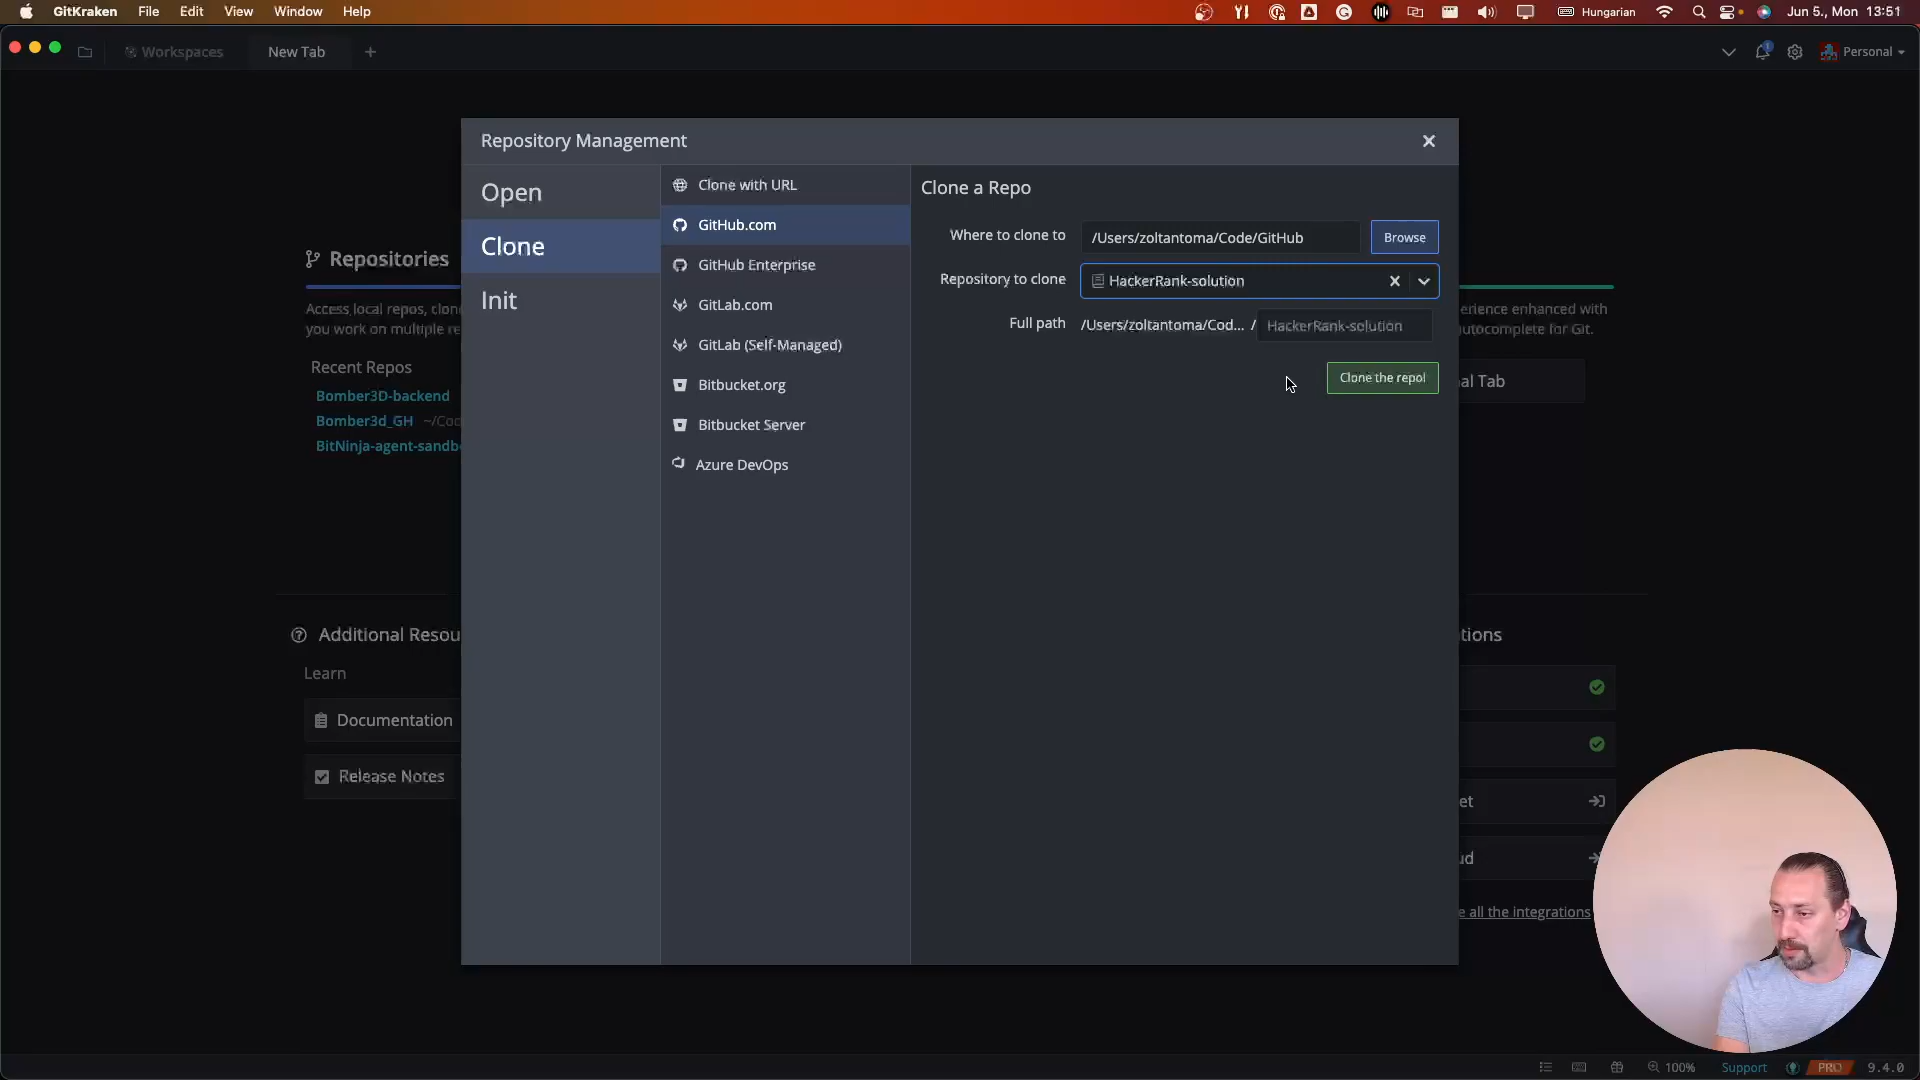 GitKraken File Edit View Window Help
Hungarian
Jun 5., Mon 13:51
Workspaces
New Tab
Personal
Repository Management
Open
Clone
Init
Clone with URL
GitHub.com
GitHub Enterprise
GitLab.com
GitLab (Self-Managed)
Bitbucket.org
Bitbucket Server
Azure DevOps
Clone a Repo
Where to clone to
/Users/zoltantoma/Code/GitHub
Browse
Repository to clone
HackerRank-solution
Full path
/Users/zoltantoma/Cod... / HackerRank-solution
Clone the repo!
Repositories
Access local repos, clon
you work on multiple re
Recent Repos
Bomber3D-backend
Bomber3d_GH ~/Cod
BitNinja-agent-sandb
Additional Resou
Learn
Documentation
Release Notes
erience enhanced with
utocomplete for Git.
al Tab
tions
et
ud
e all the integrations
100%
Support
PRO
9.4.0